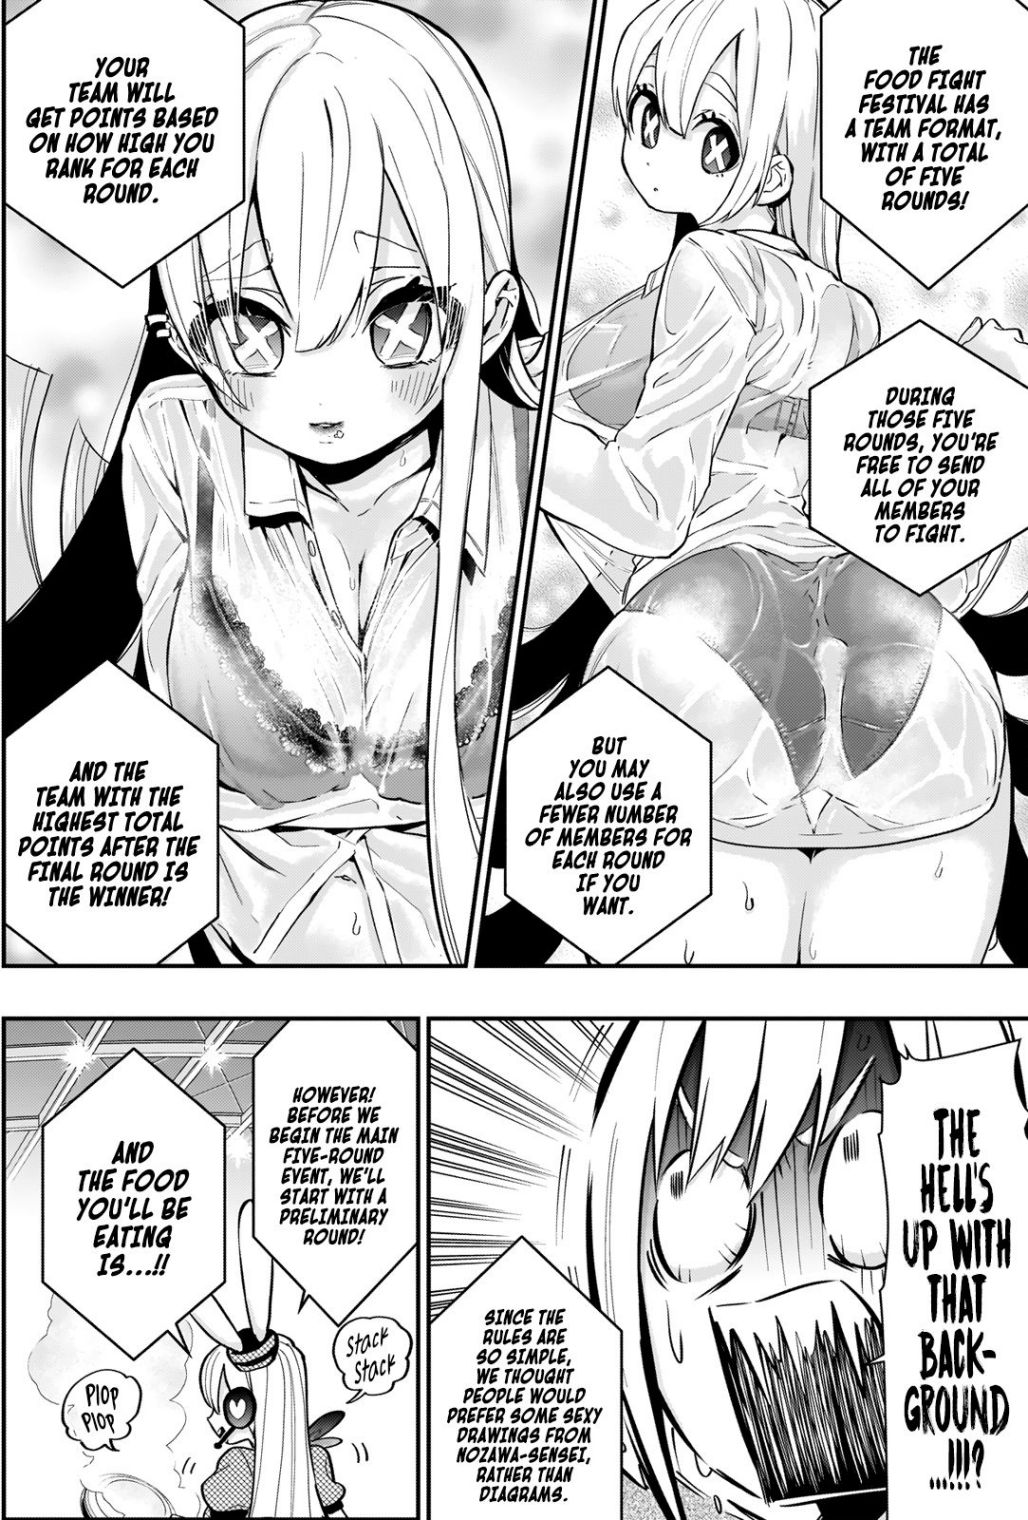 THE
FOOD FIGHT
FESTIVAL HAS
A TEAM FORMAT,
WITH A TOTAL
OF FIVE
ROUNDS!
DURING
THOSE FIVE
ROUNDS, YOU'RE
FREE TO SEND
ALL OF YOUR
MEMBERS
TO FIGHT.
BUT
YOU MAY
ALSO USE A
FEWER NUMBER
OF MEMBERS FOR
EACH ROUND
IF YOU
WANT.
YOUR
TEAM WILL
GET POINTS BASED
ON HOW HIGH YOU
RANK FOR EACH
ROUND.
AND THE
TEAM WITH THE
HIGHEST TOTAL
POINTS AFTER THE
FINAL ROUND IS
THE WINNER!
THE
HELL'S
UP WITH
THAT
BACK-
GROUND
...!!!?
SINCE THE
RULES ARE
SO SIMPLE,
WE THOUGHT
PEOPLE WOULD
PREFER SOME SEXY
DRAWINGS FROM
NOZAWA-SENSEI,
RATHER THAN
DIAGRAMS.
HOWEVER!
BEFORE WE
BEGIN THE MAIN
FIVE-ROUND
EVENT, WE'LL
START WITH A
PRELIMINARY
ROUND!
AND
THE FOOD
YOU'LL BE
EATING
IS...!!
STACK
STACK
PLOP
PLOP